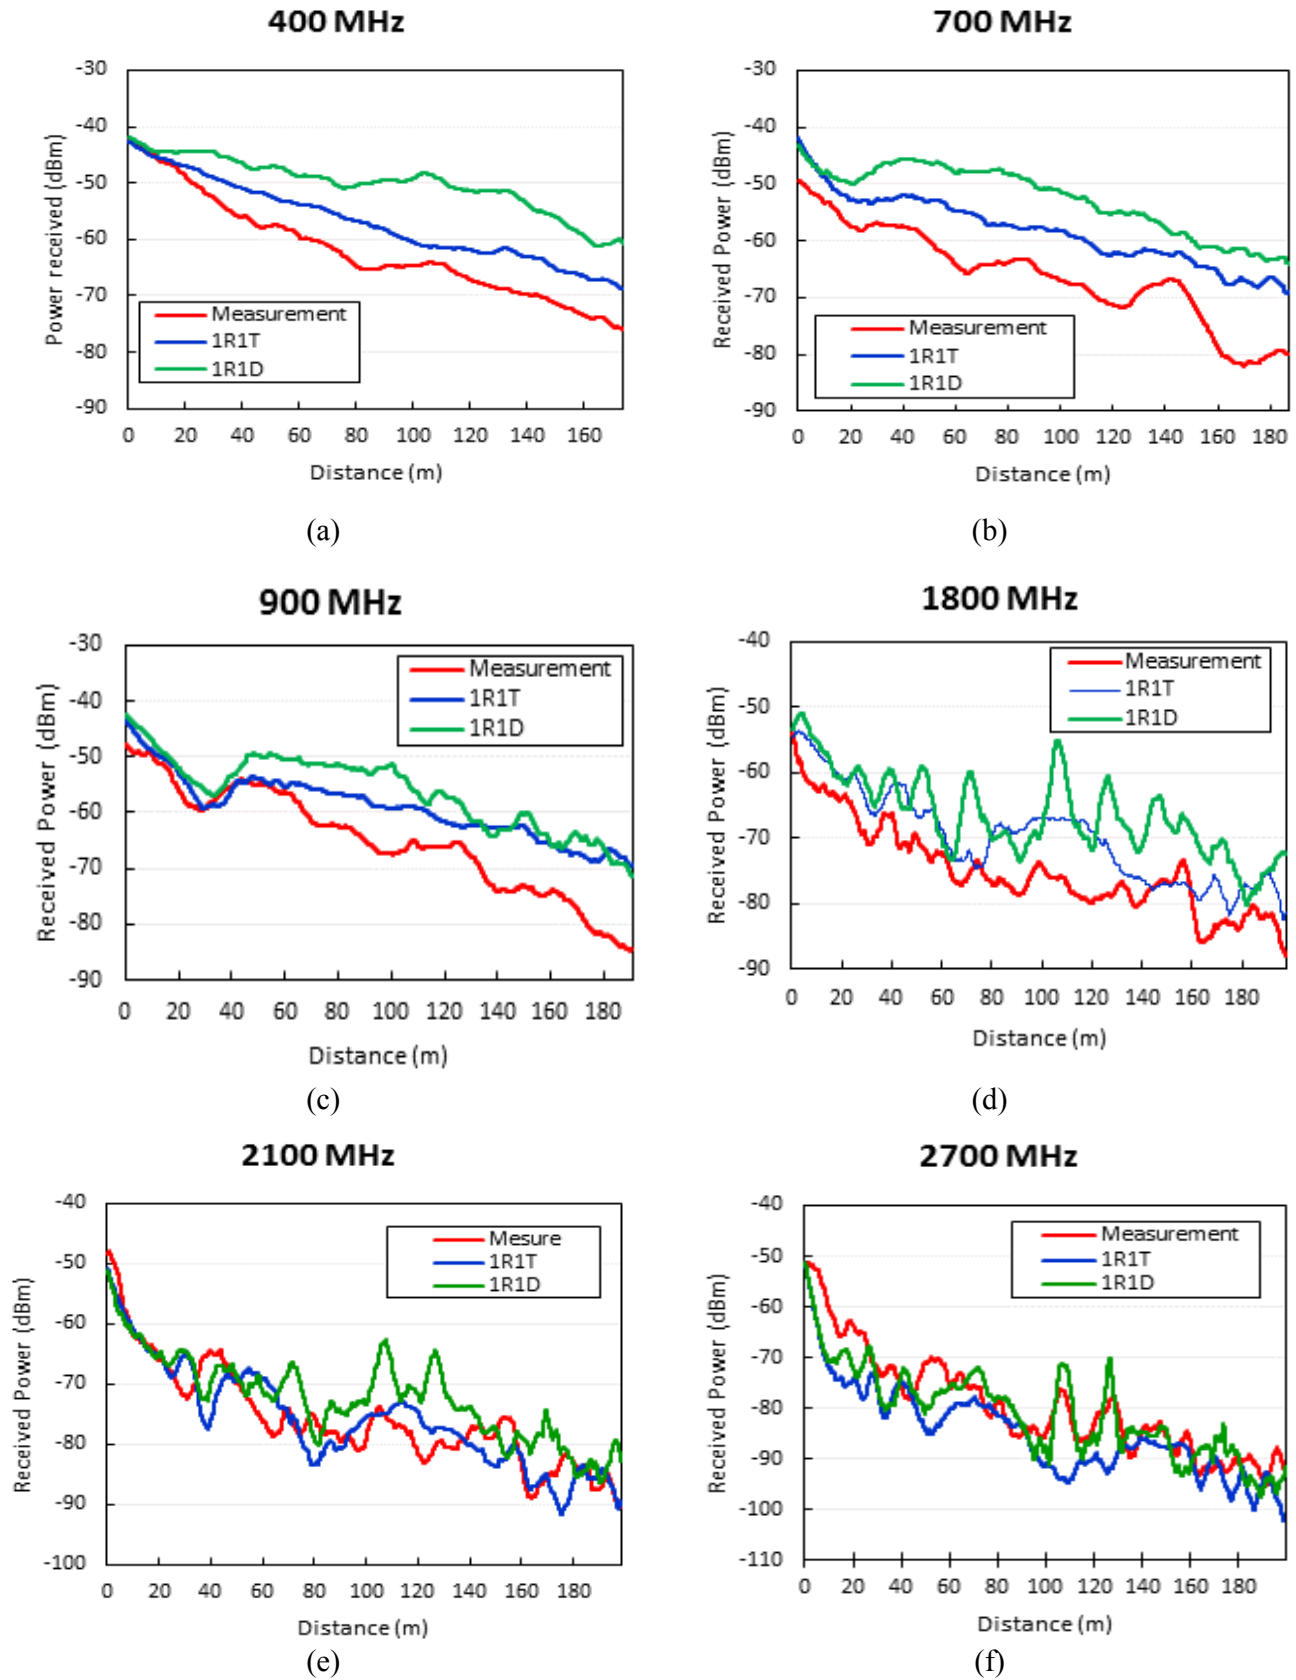 400 MHz
700 MHz
-30
-40
-50
-60
-70
-80
-90
Power received (dBm)
Measurement
1R1T
1R1D
0 20 40 60 80 100 120 140 160
Distance (m)
(a)
-30
-40
-50
-60
-70
-80
-90
Received Power (dBm)
Measurement
1R1T
1R1D
0 20 40 60 80 100 120 140 160 180
Distance (m)
(b)
900 MHz
1800 MHz
-30
-40
-50
-60
-70
-80
-90
Received Power (dBm)
Measurement
1R1T
1R1D
0 20 40 60 80 100 120 140 160 180
Distance (m)
(c)
-40
-50
-60
-70
-80
-90
Received Power (dBm)
Measurement
1R1T
1R1D
0 20 40 60 80 100 120 140 160 180
Distance (m)
(d)
2100 MHz
2700 MHz
-40
-50
-60
-70
-80
-90
-100
Received Power (dBm)
Mesure
1R1T
1R1D
0 20 40 60 80 100 120 140 160 180
Distance (m)
(e)
-40
-50
-60
-70
-80
-90
-100
-110
Received Power (dBm)
Measurement
1R1T
1R1D
0 20 40 60 80 100 120 140 160 180
Distance (m)
(f)